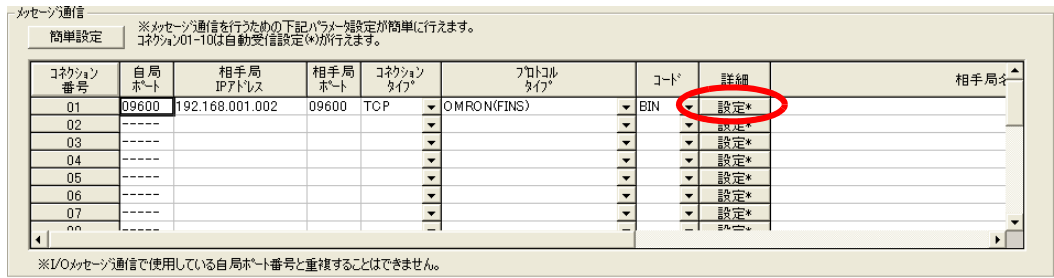 メッセージ通信
簡単設定
※メッセージ通信を行うための下記パラメータ設定が簡単に行えます。
コネクション01-10は自動受信設定(*)が行えます。
コネクション番号 自局ポート 相手局IPアドレス 相手局ポート コネクションタイプ プロトコルタイプ コード 詳細 相手局名
01 09600 192.168.001.002 09600 TCP OMRON(FINS) BIN 設定*
02 ----- 設定*
03 ----- 設定*
04 ----- 設定*
05 ----- 設定*
06 ----- 設定*
07 ----- 設定*
※I/Oメッセージ通信で使用している自局ポート番号と重複することはできません。